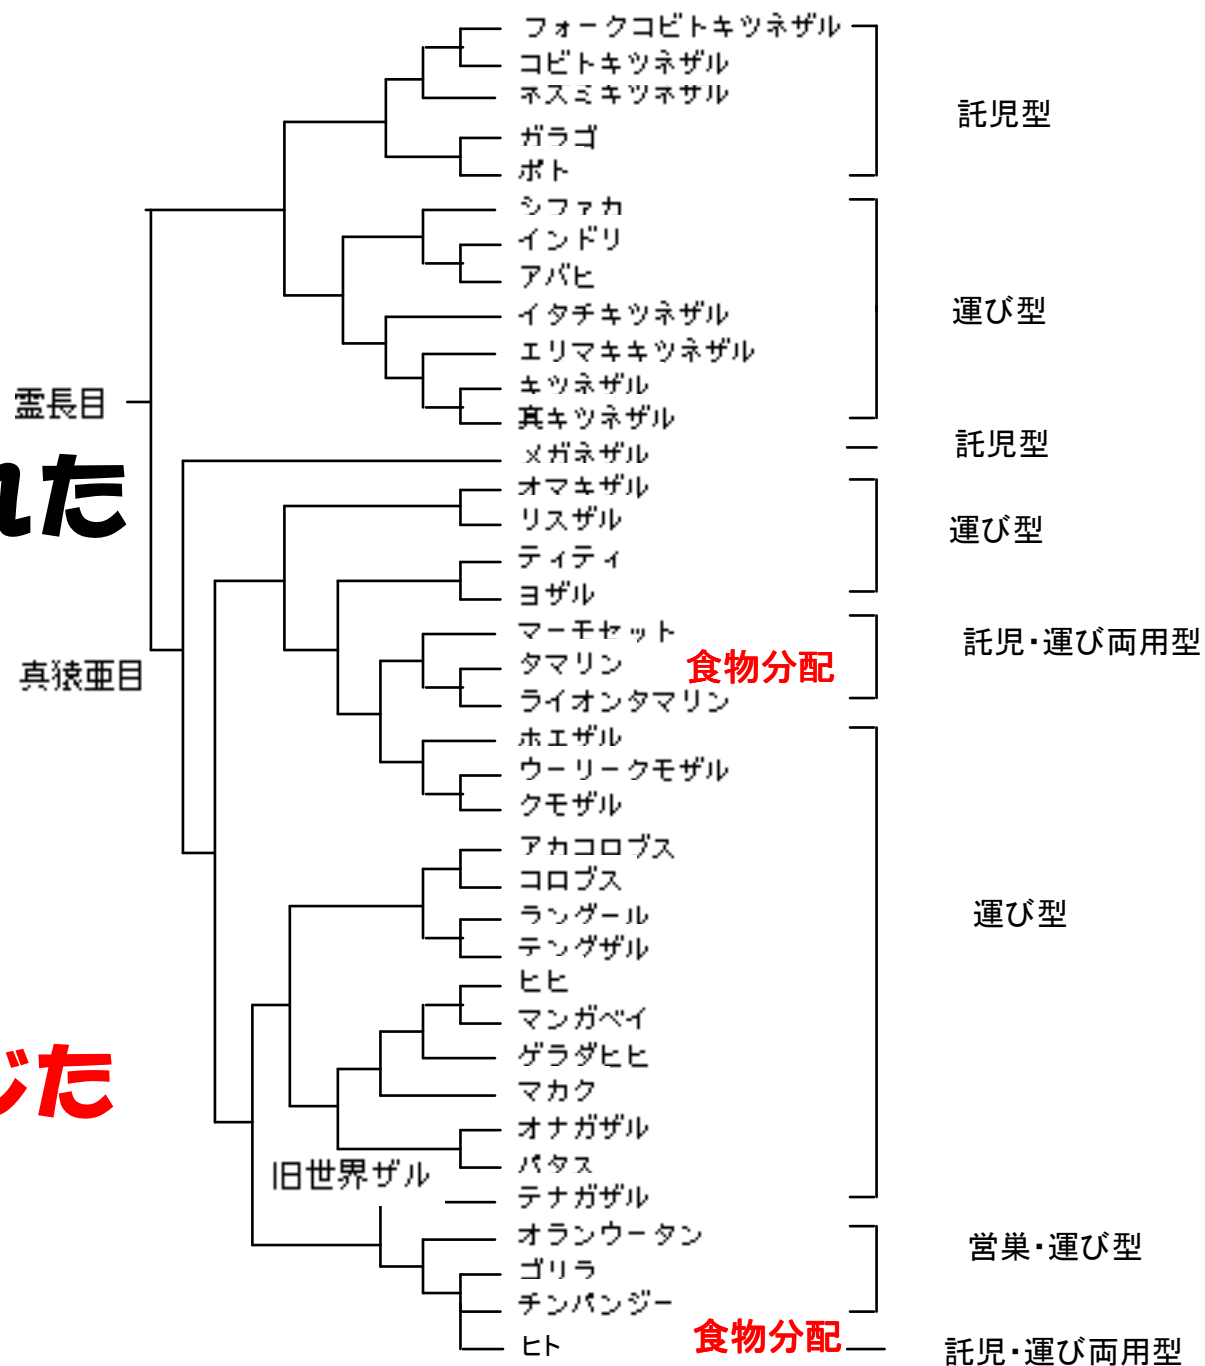 フォークコビトキツネザル
コビトキツネザル
ネズミキツネザル
託児型
ガラゴ
ポト
シファカ
インドリ
アバヒ
運び型
イタチキツネザル
エリマキキツネザル
キツネザル
霊長目
真キツネザル
託児型
メガネザル
れた
オマキザル
リスザル
運び型
ティティ
ヨザル
マーモセット
託児・運び両用型
タマリン
食物分配
真猿亜目
ライオンタマリン
ホエザル
ウーリークモザル
クモザル
アカコロブス
コロブス
ラングール
運び型
テングザル
ヒヒ
マンガベイ
ゲラダヒヒ
じた
マカク
オナガザル
パタス
旧世界ザル
テナガザル
オランウータン
営巣・運び型
ゴリラ
チンパンジー
ヒト
食物分配
託児・運び両用型